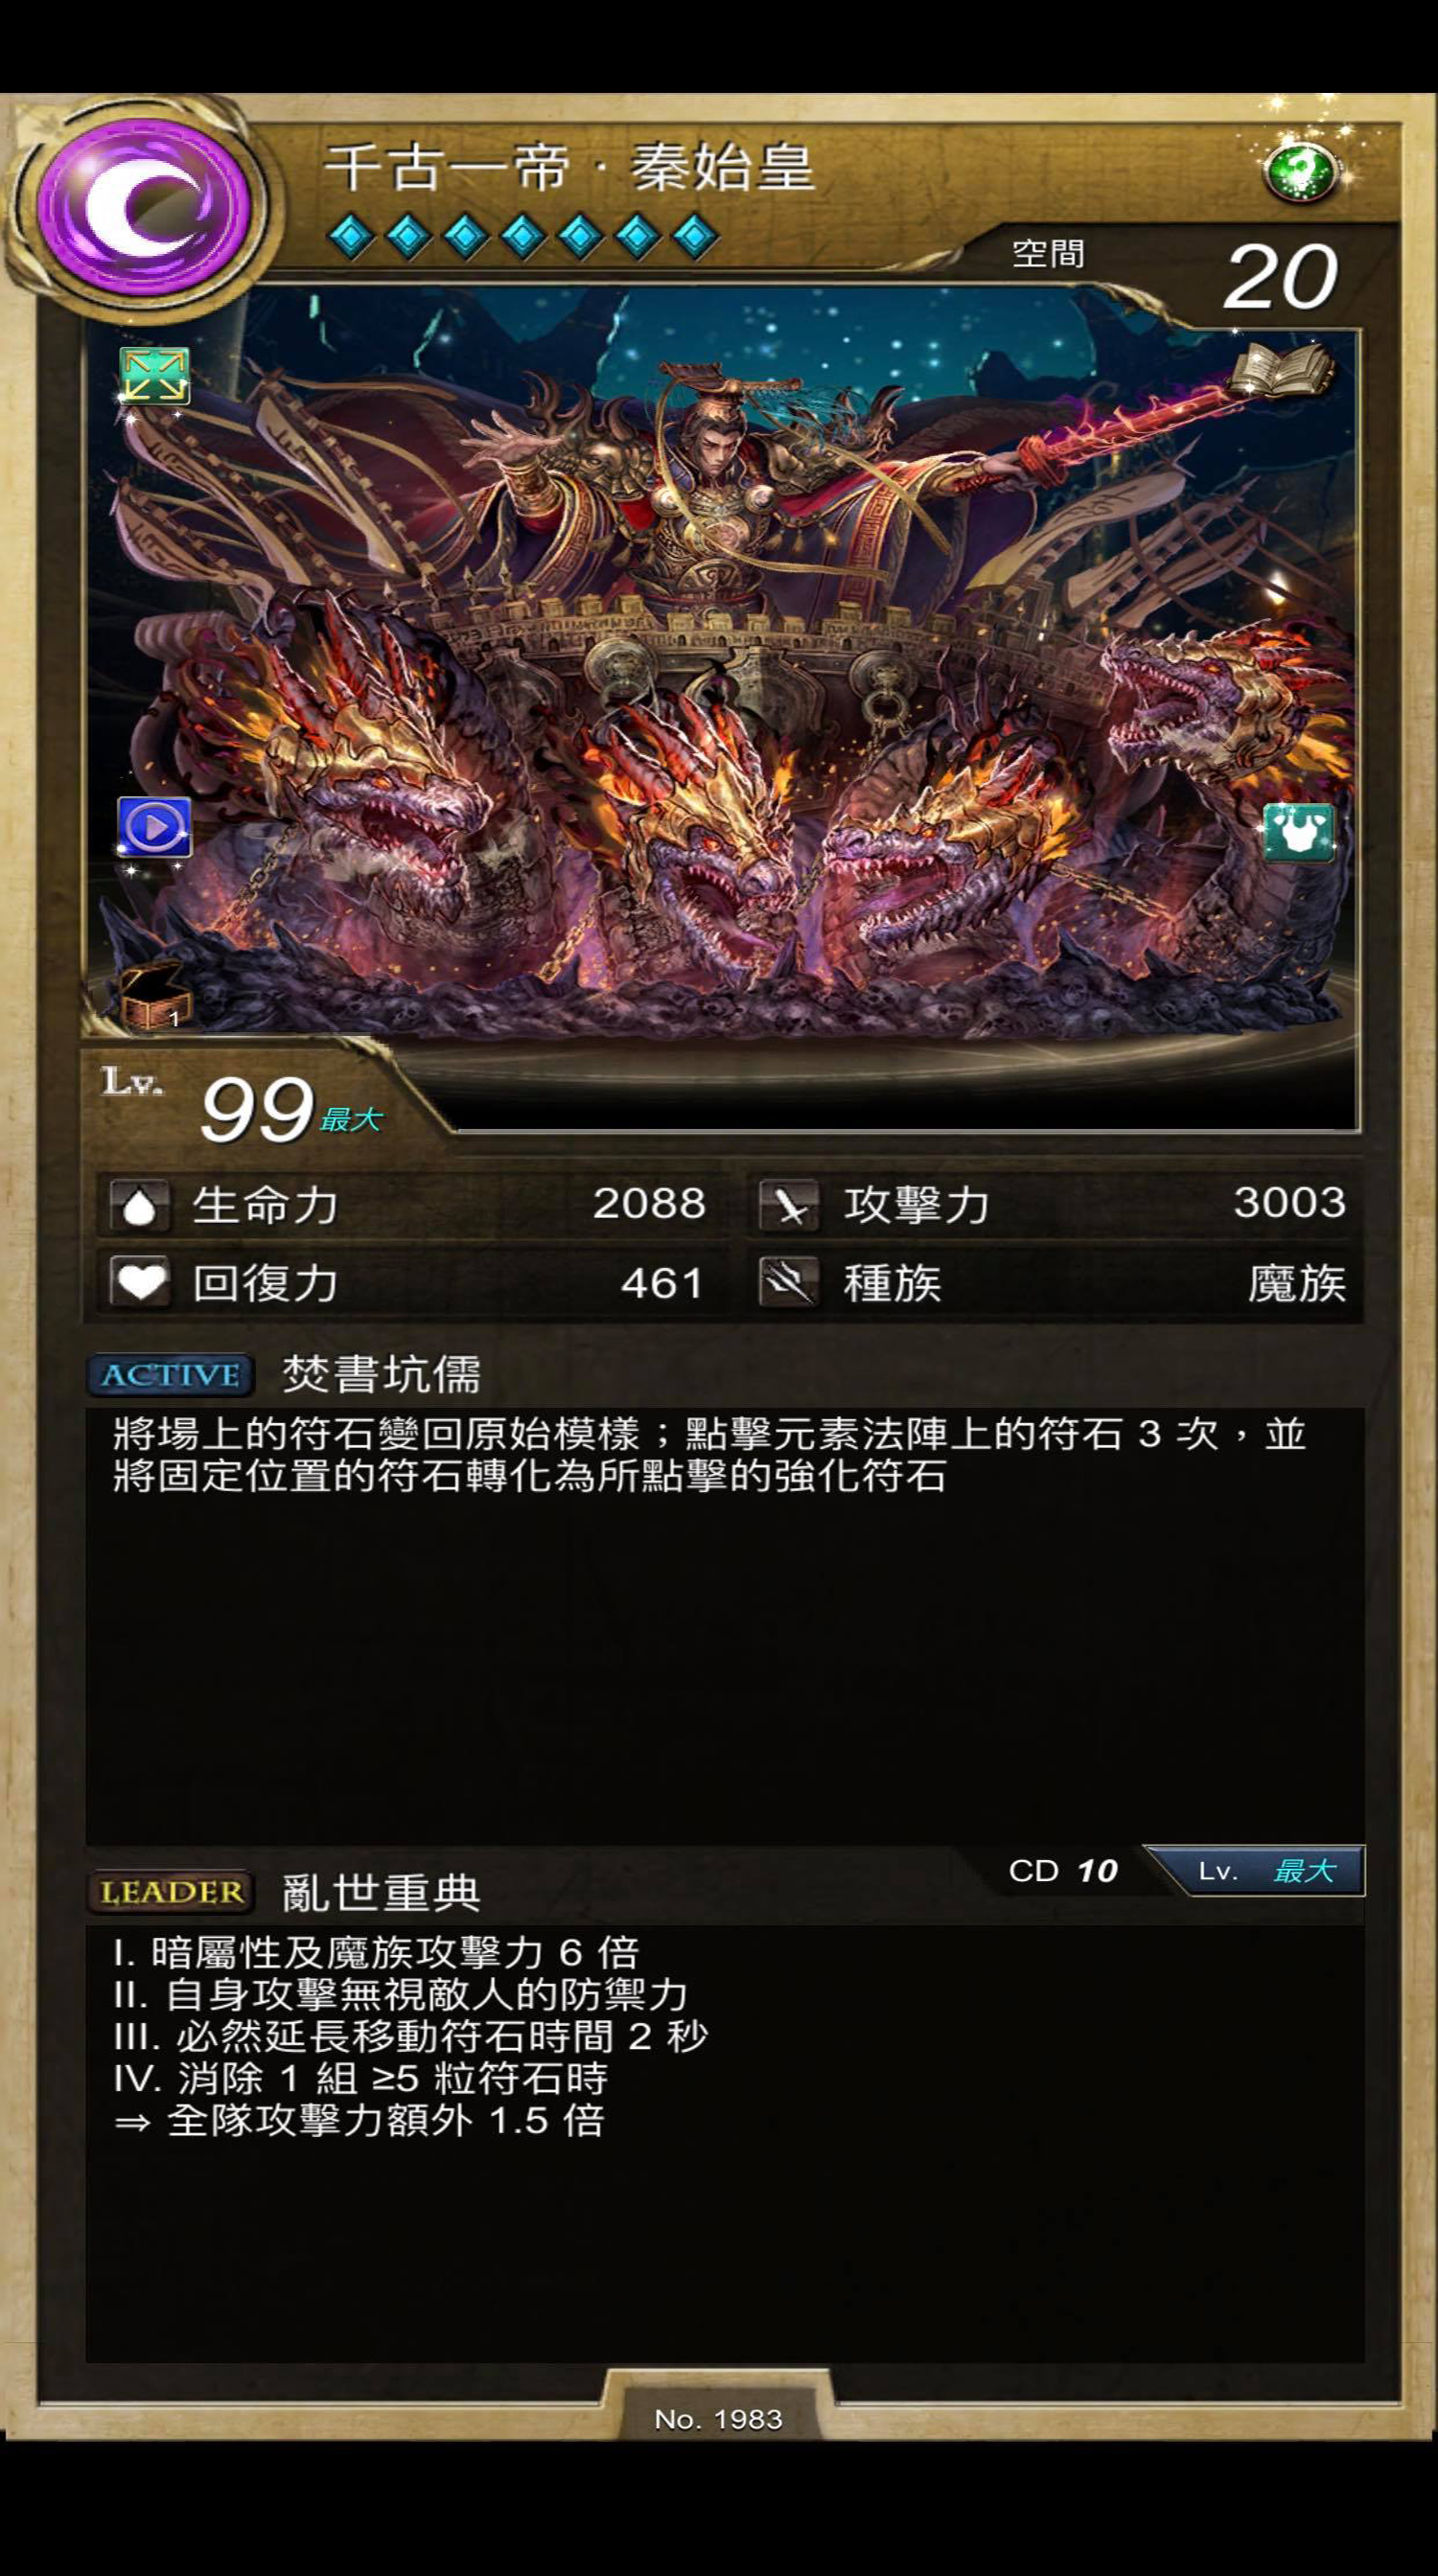 千古一帝．秦始皇
空間
20
1
Lv. 99 最大
生命力 2088 攻擊力 3003
回復力 461 種族 魔族
ACTIVE 焚書坑儒
將場上的符石變回原始模樣；點擊元素法陣上的符石 3 次，並
將固定位置的符石轉化為所點擊的強化符石
CD 10 Lv. 最大
LEADER 亂世重典
I. 暗屬性及魔族攻擊力 6 倍
II. 自身攻擊無視敵人的防禦力
III. 必然延長移動符石時間 2 秒
IV. 消除 1 組 ≥5 粒符石時
⇒ 全隊攻擊力額外 1.5 倍
No. 1983